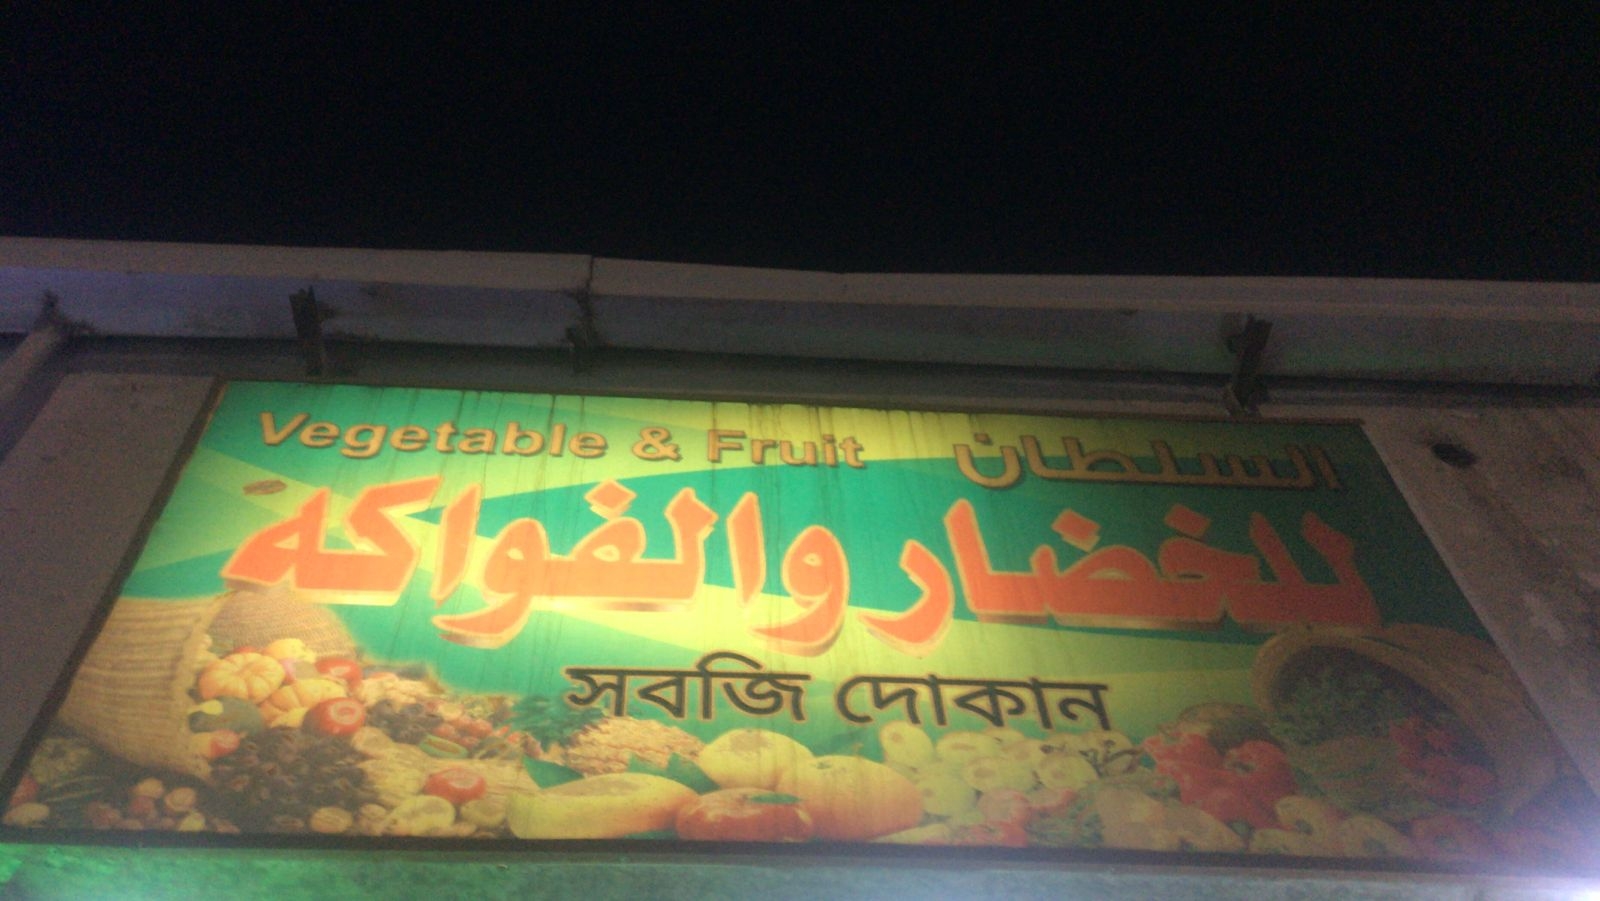 Vegetable & Fruit
السلطان
للخضار والفواكه
সবজি দোকান